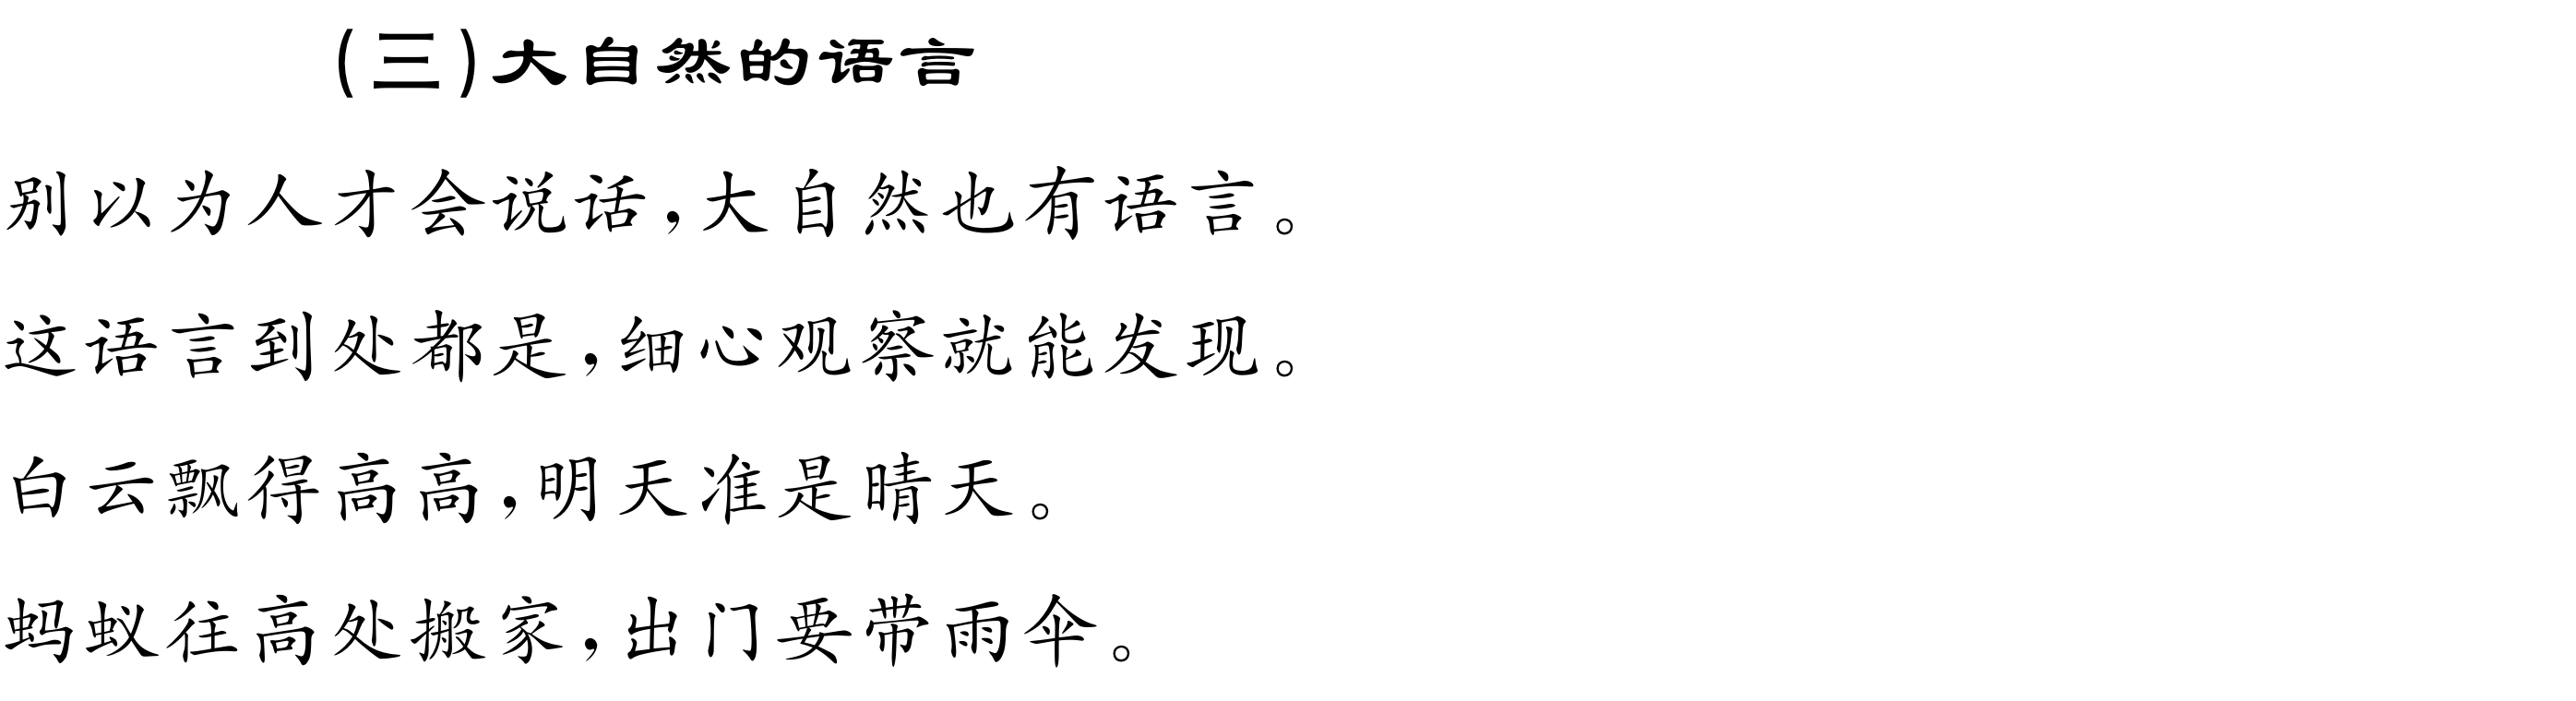 (三)大自然的语言
别以为人才会说话,大自然也有语言。
这语言到处都是,细心观察就能发现。
白云飘得高高,明天准是晴天。
蚂蚁往高处搬家,出门要带雨伞。